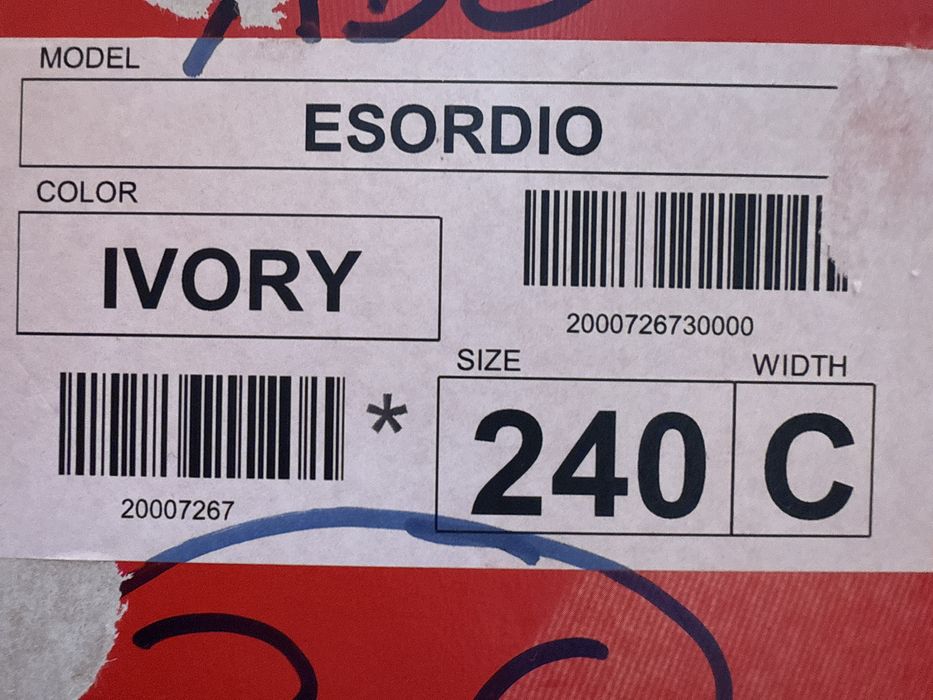 MODEL
ESORDIO
COLOR
IVORY
2000726730000
SIZE WIDTH
240 C
*
20007267